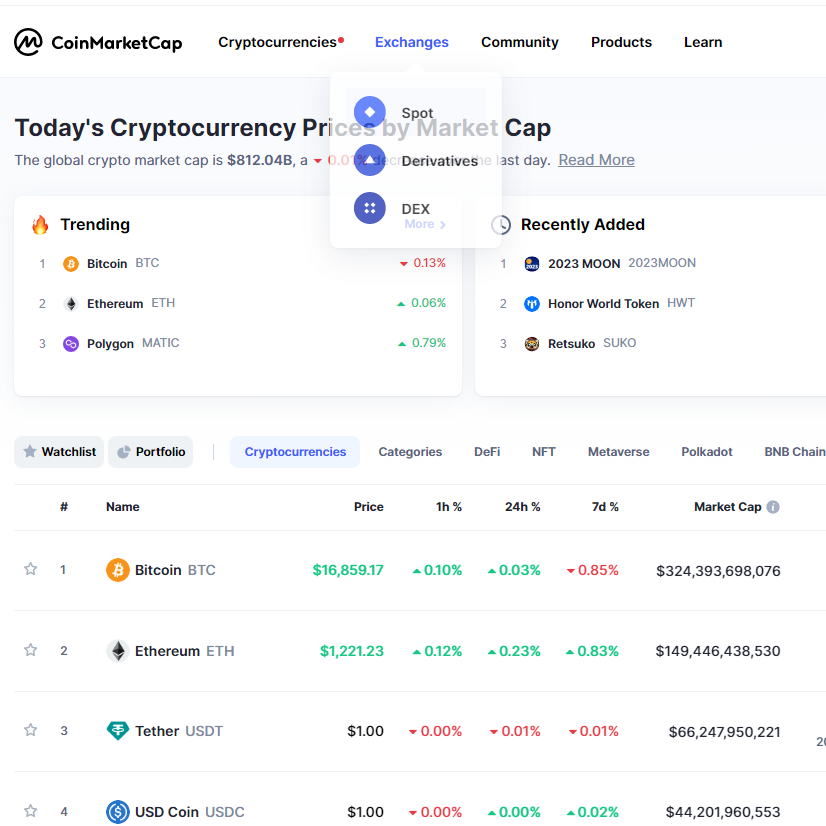 CoinMarketCap Cryptocurrencies Exchanges Community Products Learn
Spot
Today's Cryptocurrency Prices by Market Cap
The global crypto market cap is $812.04B, a 0.01% decrease over the last day. Read More
Derivatives
DEX
Trending More Recently Added
1 Bitcoin BTC 0.13% 1 2023 MOON 2023MOON
2 Ethereum ETH 0.06% 2 Honor World Token HWT
3 Polygon MATIC 0.79% 3 Retsuko SUKO
Watchlist Portfolio Cryptocurrencies Categories DeFi NFT Metaverse Polkadot BNB Chain
# Name Price 1h % 24h % 7d % Market Cap
1 Bitcoin BTC $16,859.17 0.10% 0.03% 0.85% $324,393,698,076
2 Ethereum ETH $1,221.23 0.12% 0.23% 0.83% $149,446,438,530
3 Tether USDT $1.00 0.00% 0.01% 0.01% $66,247,950,221
4 USD Coin USDC $1.00 0.00% 0.00% 0.02% $44,201,960,553